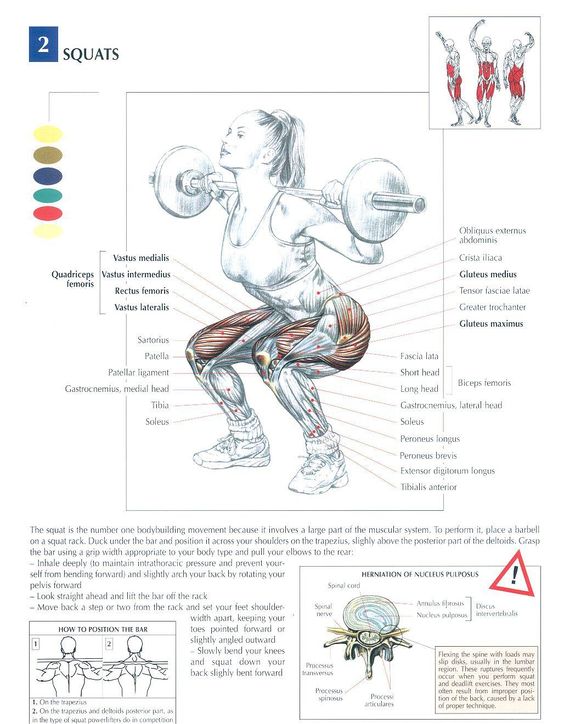 2
SQUATS
Obliquus externus
abdominis
Crista iliaca
Gluteus medius
Tensor fasciae latae
Greater trochanter
Gluteus maximus
Vastus medialis
Quadriceps
femoris
Vastus intermedius
Rectus femoris
Vastus lateralis
Sartorius
Patella
Patellar ligament
Gastrocnemius, medial head
Tibia
Soleus
Fascia lata
Short head
Long head
Biceps femoris
Gastrocnemius, lateral head
Soleus
Peroneus longus
Peroneus brevis
Extensor digitorum longus
Tibialis anterior
The squat is the number one bodybuilding movement because it involves a large part of the muscular system. To perform it, place a barbell
on a squat rack. Duck under the bar and position it across your shoulders on the trapezius, slighly above the posterior part of the deltoids. Grasp
the bar using a grip width appropriate to your body type and pull your elbows to the rear:
– Inhale deeply (to maintain intrathoracic pressure and prevent your-
self from bending forward) and slightly arch your back by rotating your
pelvis forward
– Look straight ahead and lift the bar off the rack
– Move back a step or two from the rack and set your feet shoulder-
width apart, keeping your
toes pointed forward or
slightly angled outward
– Slowly bend your knees
and squat down your
back slighly bent forward
HOW TO POSITION THE BAR
1
2
1. On the trapezius
2. On the trapezius and deltoids posterior part, as
in the type of squat powerlifters do in competition
HERNIATION OF NUCLEUS PULPOSUS
!
Spinal cord
Spinal
nerve
Annulus fibrosus
Nucleus pulposus
Discus
intervertebralis
Processus
transversus
Processus
spinosus
Processi
articulares
Flexing the spine with loads may
slip disks, usually in the lumbar
region. These ruptures frequently
occur when you perform squat
and deadlift exercises. They most
often result from improper posi-
tion of the back, caused by a lack
of proper technique.